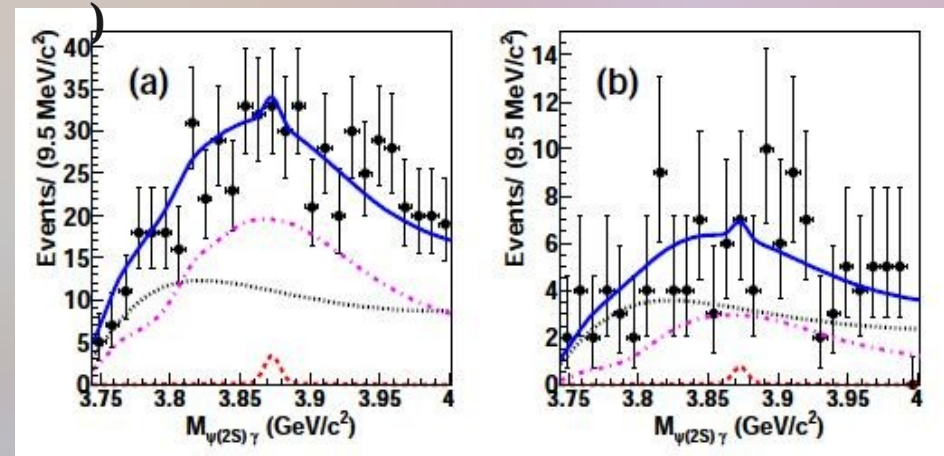 )
(a)
Events/ (9.5 MeV/c²)
40
35
30
25
20
15
10
5
0
3.75 3.8 3.85 3.9 3.95 4
M_ψ(2S) γ (GeV/c²)
(b)
Events/ (9.5 MeV/c²)
14
12
10
8
6
4
2
0
3.75 3.8 3.85 3.9 3.95 4
M_ψ(2S) γ (GeV/c²)